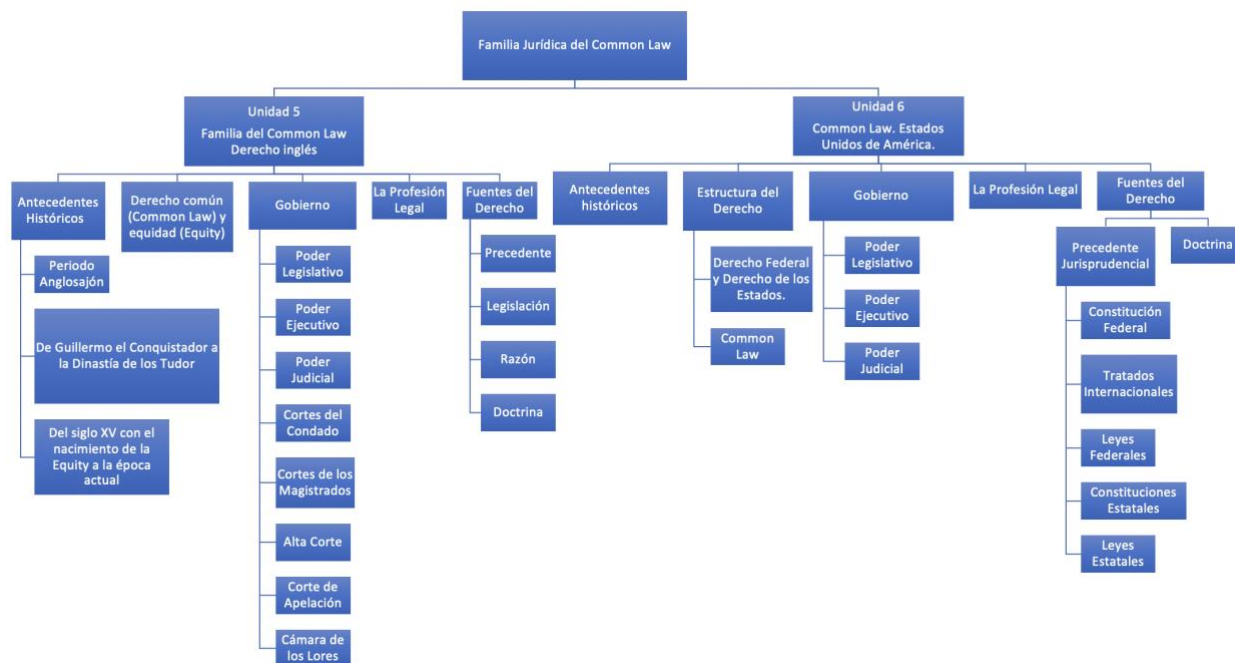 Familia Jurídica del Common Law
Unidad 5
Familia del Common Law
Derecho inglés
Antecedentes
Históricos
Periodo
Anglosajón
De Guillermo el Conquistador a
la Dinastía de los Tudor
Del siglo XV con el
nacimiento de la
Equity a la época
actual
Derecho común
(Common Law) y
equidad (Equity)
Gobierno
Poder
Legislativo
Poder
Ejecutivo
Poder
Judicial
Cortes del
Condado
Cortes de los
Magistrados
Alta Corte
Corte de
Apelación
Cámara de
los Lores
La Profesión
Legal
Fuentes del
Derecho
Precedente
Legislación
Razón
Doctrina
Unidad 6
Common Law. Estados
Unidos de América.
Antecedentes
históricos
Estructura del
Derecho
Derecho Federal
y Derecho de los
Estados.
Common
Law
Gobierno
Poder
Legislativo
Poder
Ejecutivo
Poder
Judicial
La Profesión Legal
Fuentes del
Derecho
Precedente
Jurisprudencial
Constitución
Federal
Tratados
Internacionales
Leyes
Federales
Constituciones
Estatales
Leyes
Estatales
Doctrina